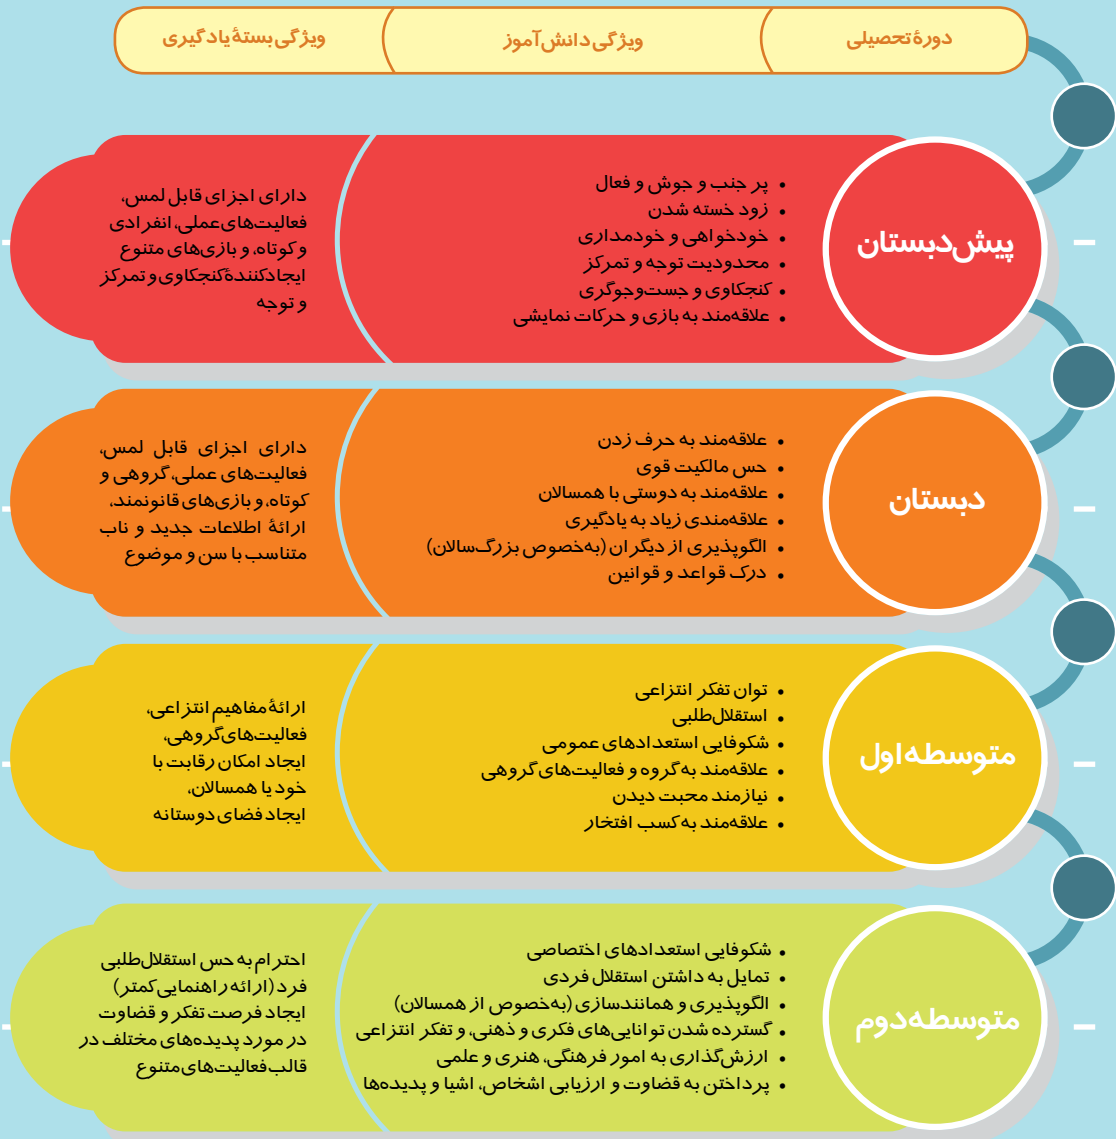 دورهٔ تحصیلی
ویژگی دانش‌آموز
ویژگی بستهٔ یادگیری
پیش‌دبستان
• پر جنب و جوش و فعال
• زود خسته شدن
• خودخواهی و خودمداری
• محدودیت توجه و تمرکز
• کنجکاوی و جست‌وجوگری
• علاقه‌مند به بازی و حرکات نمایشی
دارای اجزای قابل لمس،
فعالیت‌های عملی، انفرادی
و کوتاه، و بازی‌های متنوع
ایجادکنندهٔ کنجکاوی و تمرکز
و توجه
دبستان
• علاقه‌مند به حرف زدن
• حس مالکیت قوی
• علاقه‌مند به دوستی با همسالان
• علاقه‌مندی زیاد به یادگیری
• الگوپذیری از دیگران (به‌خصوص بزرگ‌سالان)
• درک قواعد و قوانین
دارای اجزای قابل لمس،
فعالیت‌های عملی، گروهی و
کوتاه، و بازی‌های قانونمند،
ارائهٔ اطلاعات جدید و ناب
متناسب با سن و موضوع
متوسطه اول
• توان تفکر انتزاعی
• استقلال‌طلبی
• شکوفایی استعدادهای عمومی
• علاقه‌مند به گروه و فعالیت‌های گروهی
• نیازمند محبت دیدن
• علاقه‌مند به کسب افتخار
ارائهٔ مفاهیم انتزاعی،
فعالیت‌های گروهی،
ایجاد امکان رقابت با
خود یا همسالان،
ایجاد فضای دوستانه
متوسطه دوم
• شکوفایی استعدادهای اختصاصی
• تمایل به داشتن استقلال فردی
• الگوپذیری و همانندسازی (به‌خصوص از همسالان)
• گسترده شدن توانایی‌های فکری و ذهنی، و تفکر انتزاعی
• ارزش‌گذاری به امور فرهنگی، هنری و علمی
• پرداختن به قضاوت و ارزیابی اشخاص، اشیا و پدیده‌ها
احترام به حس استقلال‌طلبی
فرد (ارائه راهنمایی کمتر)
ایجاد فرصت تفکر و قضاوت
در مورد پدیده‌های مختلف در
قالب فعالیت‌های متنوع